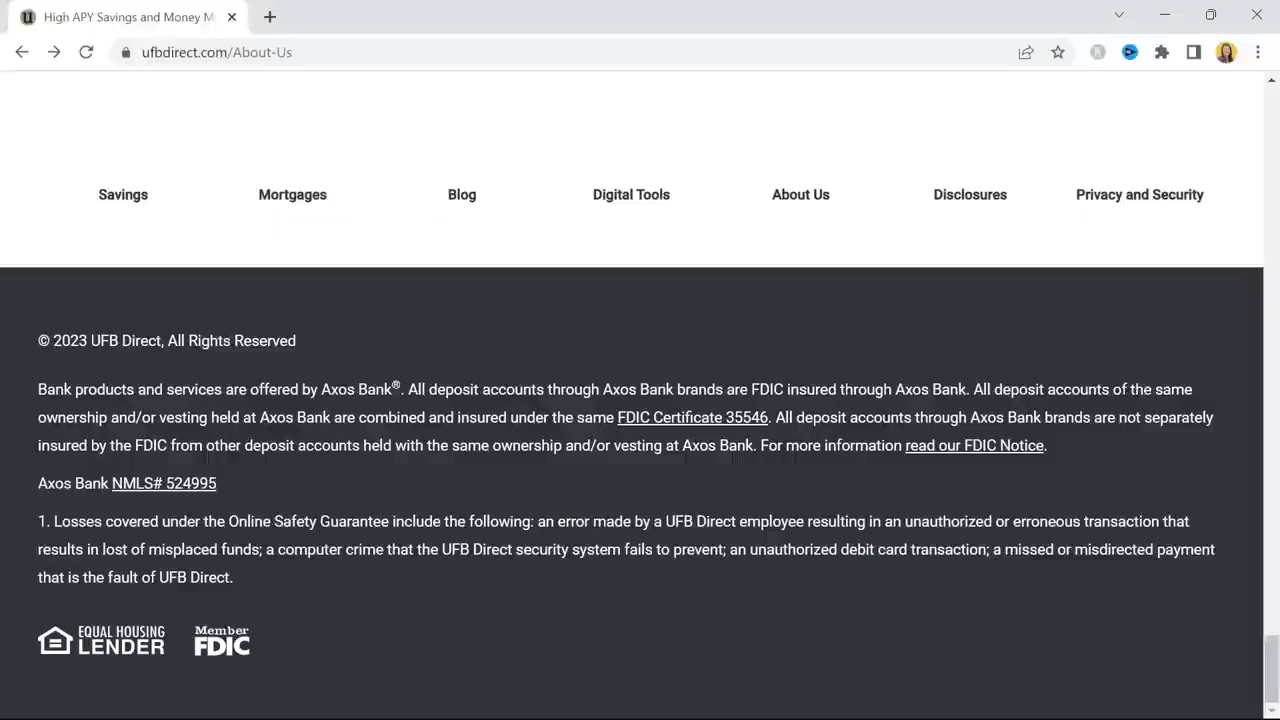 High APY Savings and Money M
ufbdirect.com/About-Us
Savings Mortgages Blog Digital Tools About Us Disclosures Privacy and Security
© 2023 UFB Direct, All Rights Reserved
Bank products and services are offered by Axos Bank®. All deposit accounts through Axos Bank brands are FDIC insured through Axos Bank. All deposit accounts of the same
ownership and/or vesting held at Axos Bank are combined and insured under the same FDIC Certificate 35546. All deposit accounts through Axos Bank brands are not separately
insured by the FDIC from other deposit accounts held with the same ownership and/or vesting at Axos Bank. For more information read our FDIC Notice.
Axos Bank NMLS# 524995
1. Losses covered under the Online Safety Guarantee include the following: an error made by a UFB Direct employee resulting in an unauthorized or erroneous transaction that
results in lost of misplaced funds; a computer crime that the UFB Direct security system fails to prevent; an unauthorized debit card transaction; a missed or misdirected payment
that is the fault of UFB Direct.
EQUAL HOUSING
LENDER
Member
FDIC